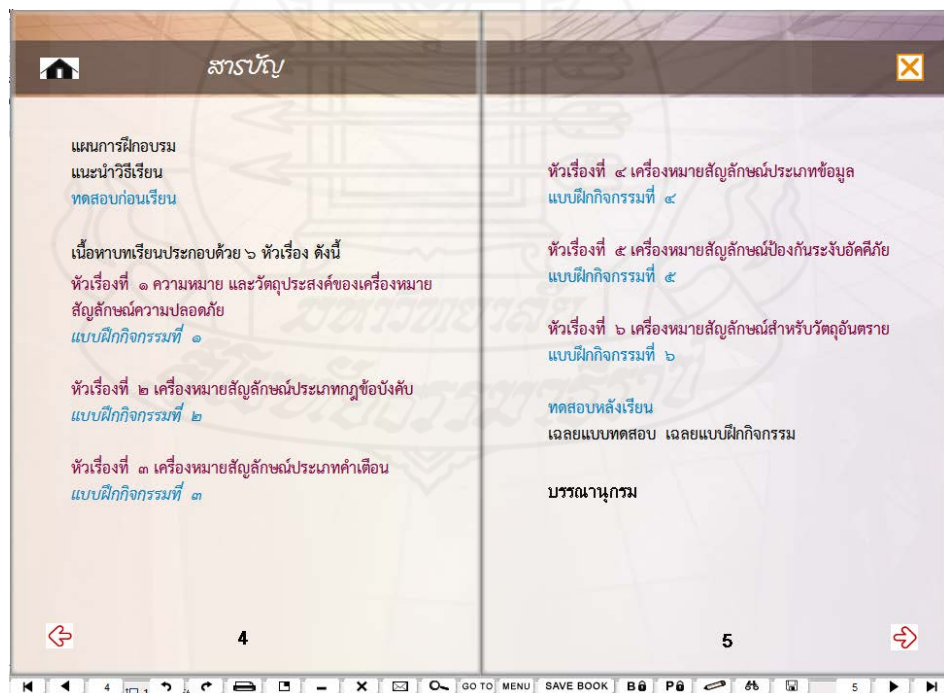 สารบัญ
แผนการฝึกอบรม
แนะนำวิธีเรียน
ทดสอบก่อนเรียน
เนื้อหาบทเรียนประกอบด้วย ๖ หัวเรื่อง ดังนี้
หัวเรื่องที่ ๑ ความหมาย และวัตถุประสงค์ของเครื่องหมาย
สัญลักษณ์ความปลอดภัย
แบบฝึกกิจกรรมที่ ๑
หัวเรื่องที่ ๒ เครื่องหมายสัญลักษณ์ประเภทกฎข้อบังคับ
แบบฝึกกิจกรรมที่ ๒
หัวเรื่องที่ ๓ เครื่องหมายสัญลักษณ์ประเภทคำเตือน
แบบฝึกกิจกรรมที่ ๓
4
หัวเรื่องที่ ๔ เครื่องหมายสัญลักษณ์ประเภทข้อมูล
แบบฝึกกิจกรรมที่ ๔
หัวเรื่องที่ ๕ เครื่องหมายสัญลักษณ์ป้องกันระงับอัคคีภัย
แบบฝึกกิจกรรมที่ ๕
หัวเรื่องที่ ๖ เครื่องหมายสัญลักษณ์สำหรับวัตถุอันตราย
แบบฝึกกิจกรรมที่ ๖
ทดสอบหลังเรียน
เฉลยแบบทดสอบ เฉลยแบบฝึกกิจกรรม
บรรณานุกรม
5
มหาวิทยาลัย
สุโขทัยธรรมาธิราช
4 GO TO MENU SAVE BOOK B P 5